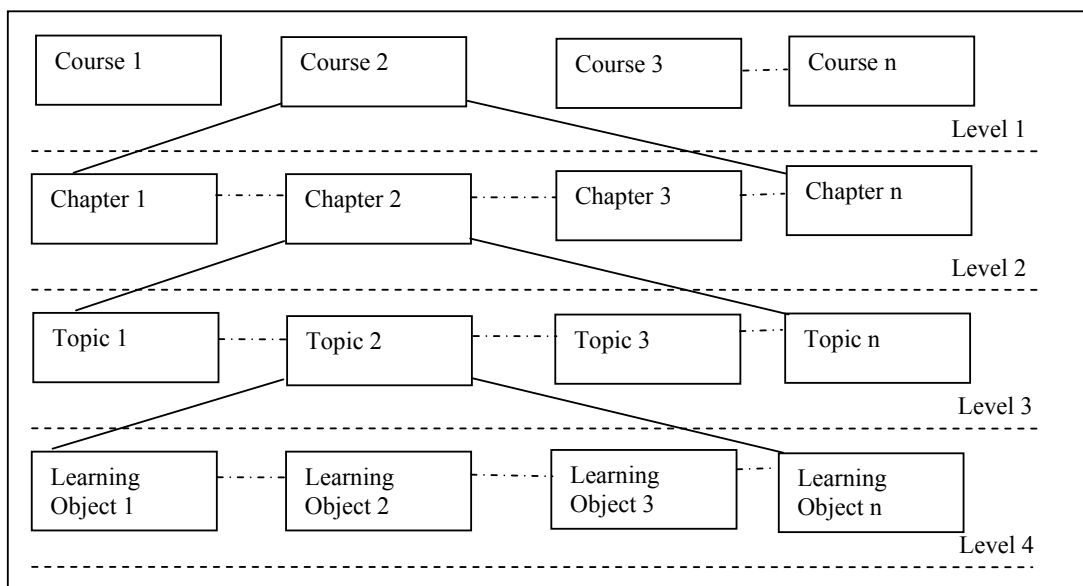 Course 1
Course 2
Course 3
Course n
Level 1
Chapter 1
Chapter 2
Chapter 3
Chapter n
Level 2
Topic 1
Topic 2
Topic 3
Topic n
Level 3
Learning
Object 1
Learning
Object 2
Learning
Object 3
Learning
Object n
Level 4